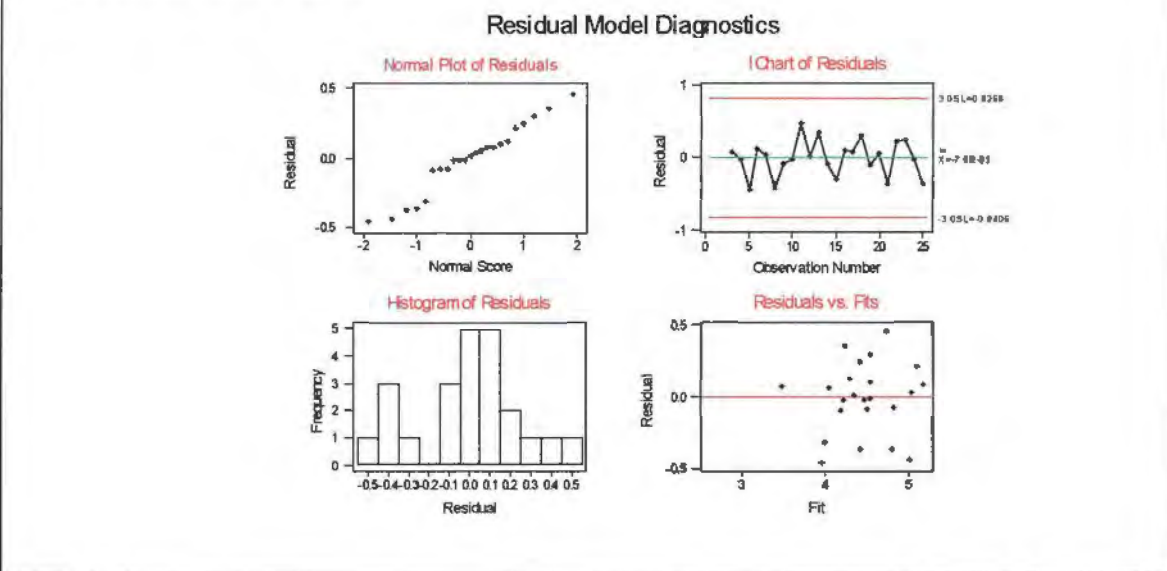 Residual Model Diagnostics
Normal Plot of Residuals
0.5
0.0
-0.5
Residual
-2 -1 0 1 2
Normal Score
I Chart of Residuals
1
0
-1
Residual
0 5 10 15 20 25
Observation Number
Histogram of Residuals
5
4
3
2
1
0
Frequency
-0.5-0.4-0.3-0.2-0.1 0.0 0.1 0.2 0.3 0.4 0.5
Residual
Residuals vs. Fits
0.5
0.0
-0.5
Residual
3 4 5
Fit